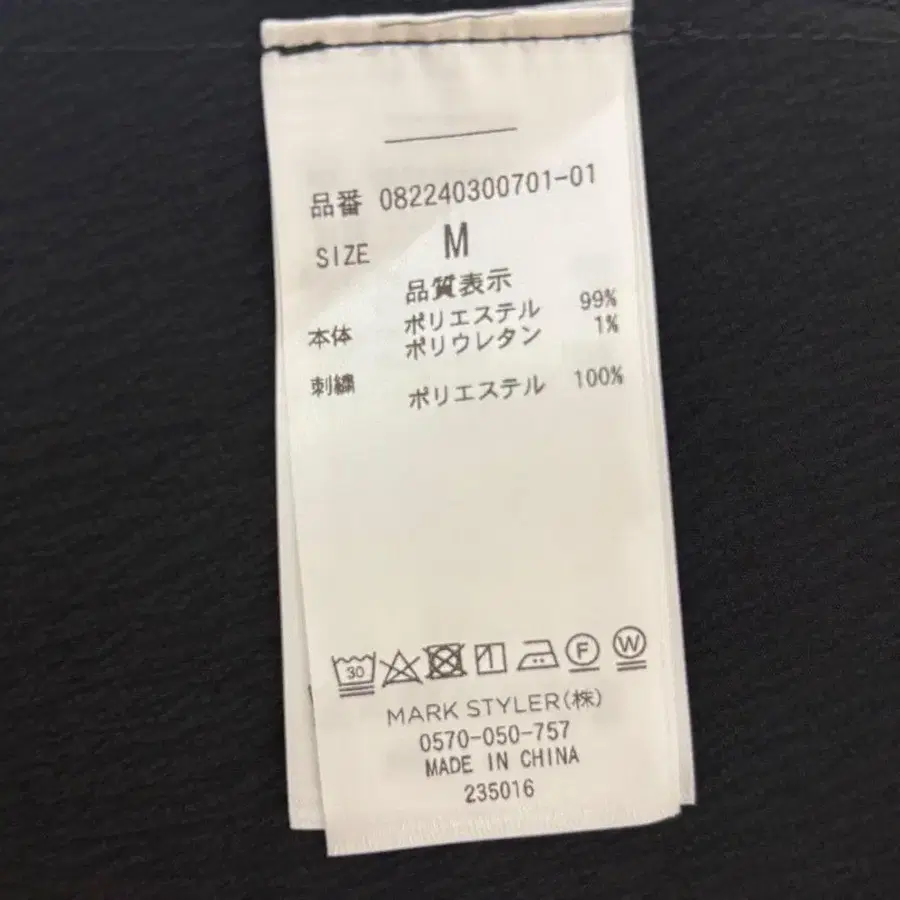 品番 082240300701-01
SIZE M
品質表示
本体 ポリエステル 99%
ポリウレタン 1%
刺繍 ポリエステル 100%
30 F W
MARK STYLER(株)
0570-050-757
MADE IN CHINA
235016